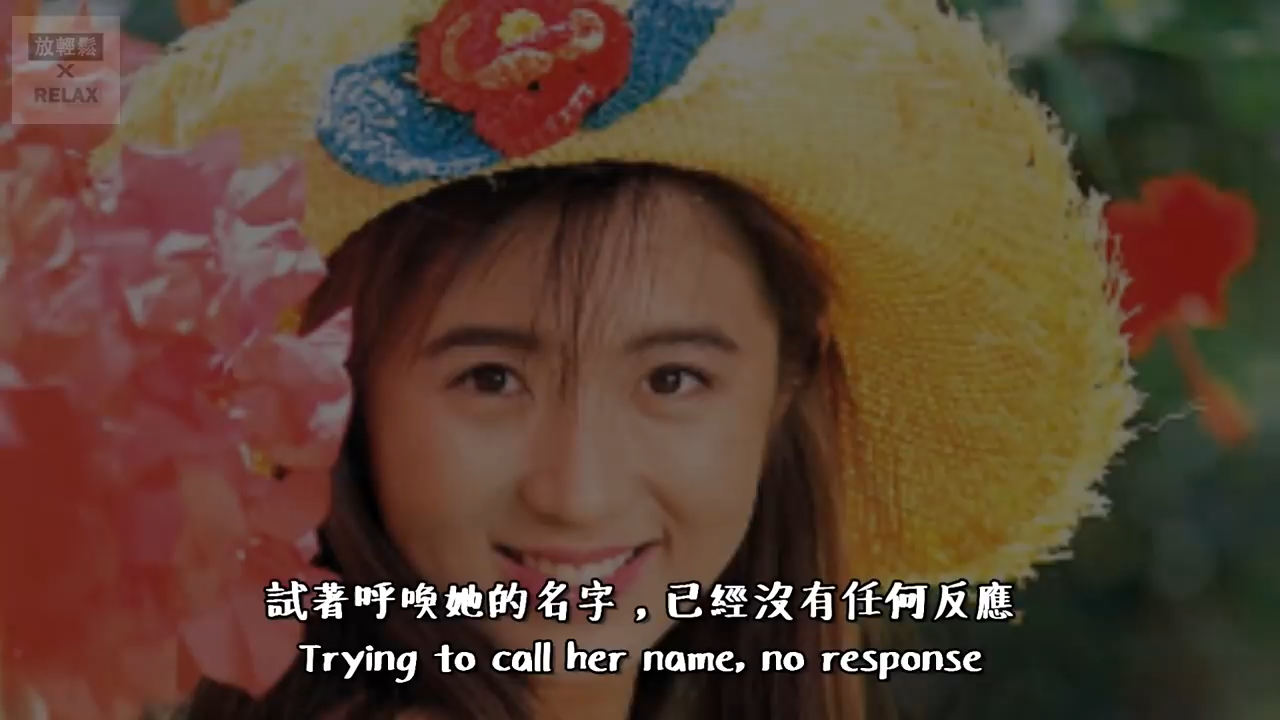 放輕鬆
×
RELAX
試著呼喚她的名字，已經沒有任何反應
Trying to call her name, no response